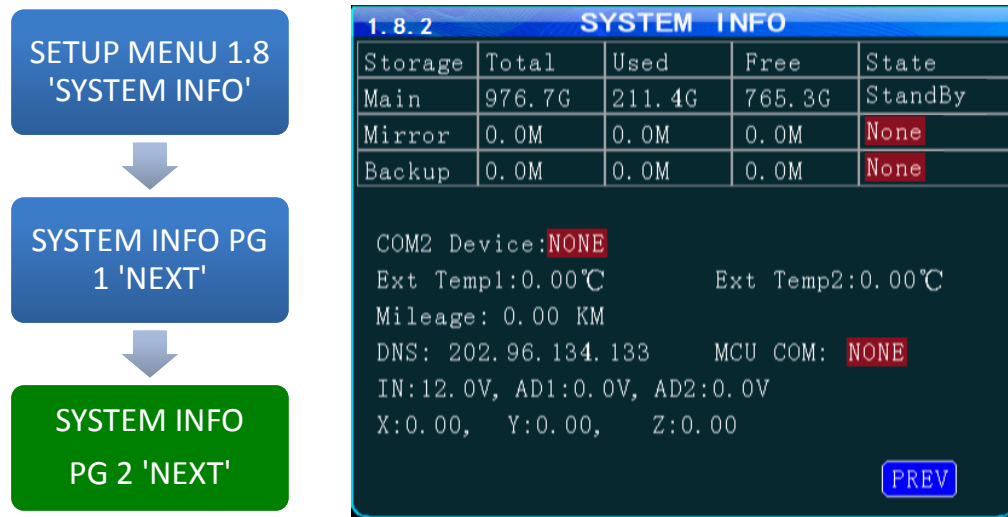 SETUP MENU 1.8
'SYSTEM INFO'
SYSTEM INFO PG
1 'NEXT'
SYSTEM INFO
PG 2 'NEXT'
1.8.2 SYSTEM INFO
Storage Total Used Free State
Main 976.7G 211.4G 765.3G StandBy
Mirror 0.0M 0.0M 0.0M None
Backup 0.0M 0.0M 0.0M None
COM2 Device:NONE
Ext Temp1:0.00℃ Ext Temp2:0.00℃
Mileage: 0.00 KM
DNS: 202.96.134.133 MCU COM: NONE
IN:12.0V, AD1:0.0V, AD2:0.0V
X:0.00, Y:0.00, Z:0.00
PREV